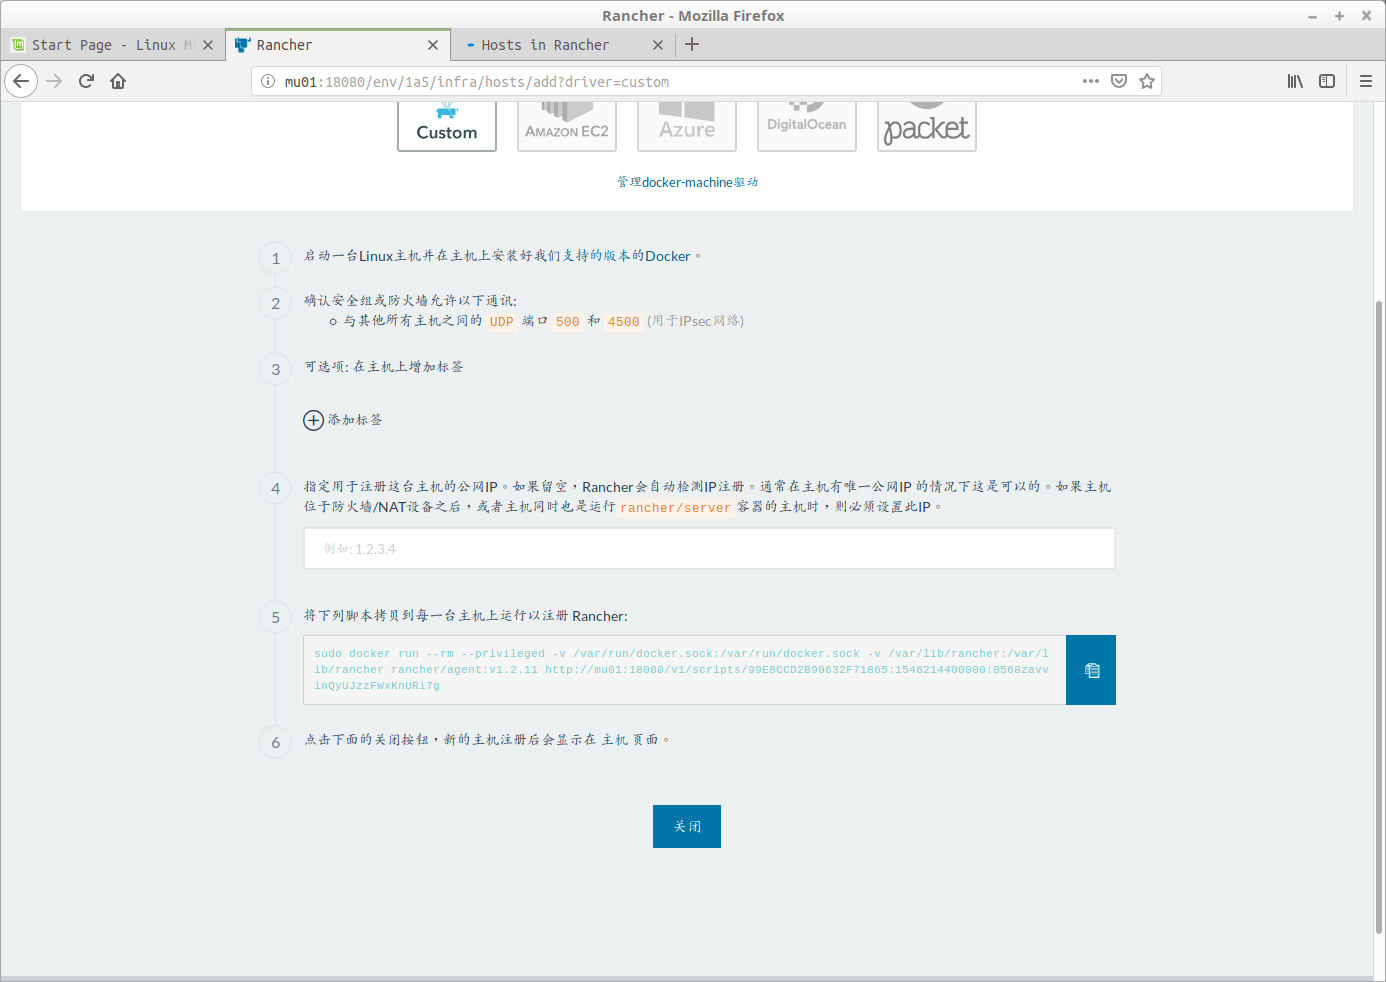 Rancher - Mozilla Firefox
Start Page - Linux M
Rancher
Hosts in Rancher
mu01:18080/env/1a5/infra/hosts/add?driver=custom
Custom
AMAZON EC2
Azure
DigitalOcean
packet
管理docker-machine驱动
1
启动一台Linux主机并在主机上安装好我们支持的版本的Docker。
2
确认安全组或防火墙允许以下通讯:
与其他所有主机之间的 UDP 端口 500 和 4500 (用于IPsec网络)
3
可选项: 在主机上增加标签
添加标签
4
指定用于注册这台主机的公网IP。如果留空，Rancher会自动检测IP注册。通常在主机有唯一公网IP 的情况下这是可以的。如果主机
位于防火墙/NAT设备之后，或者主机同时也是运行 rancher/server 容器的主机时，则必须设置此IP。
例如: 1.2.3.4
5
将下列脚本拷贝到每一台主机上运行以注册 Rancher:
sudo docker run --rm --privileged -v /var/run/docker.sock:/var/run/docker.sock -v /var/lib/rancher:/var/l
ib/rancher rancher/agent:v1.2.11 http://mu01:18080/v1/scripts/99E8CCD2B90632F71865:1546214400000:8568zavv
inQyUJzzFWxKnURi7g
6
点击下面的关闭按钮，新的主机注册后会显示在 主机 页面。
关闭